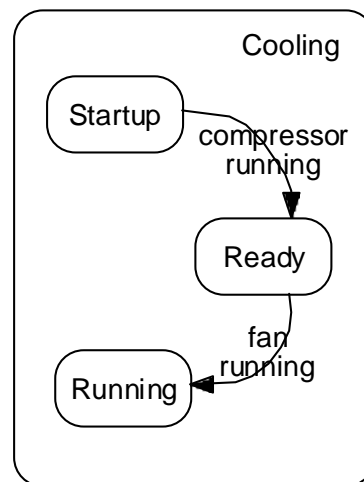 Cooling
Startup
compressor
running
Ready
fan
running
Running